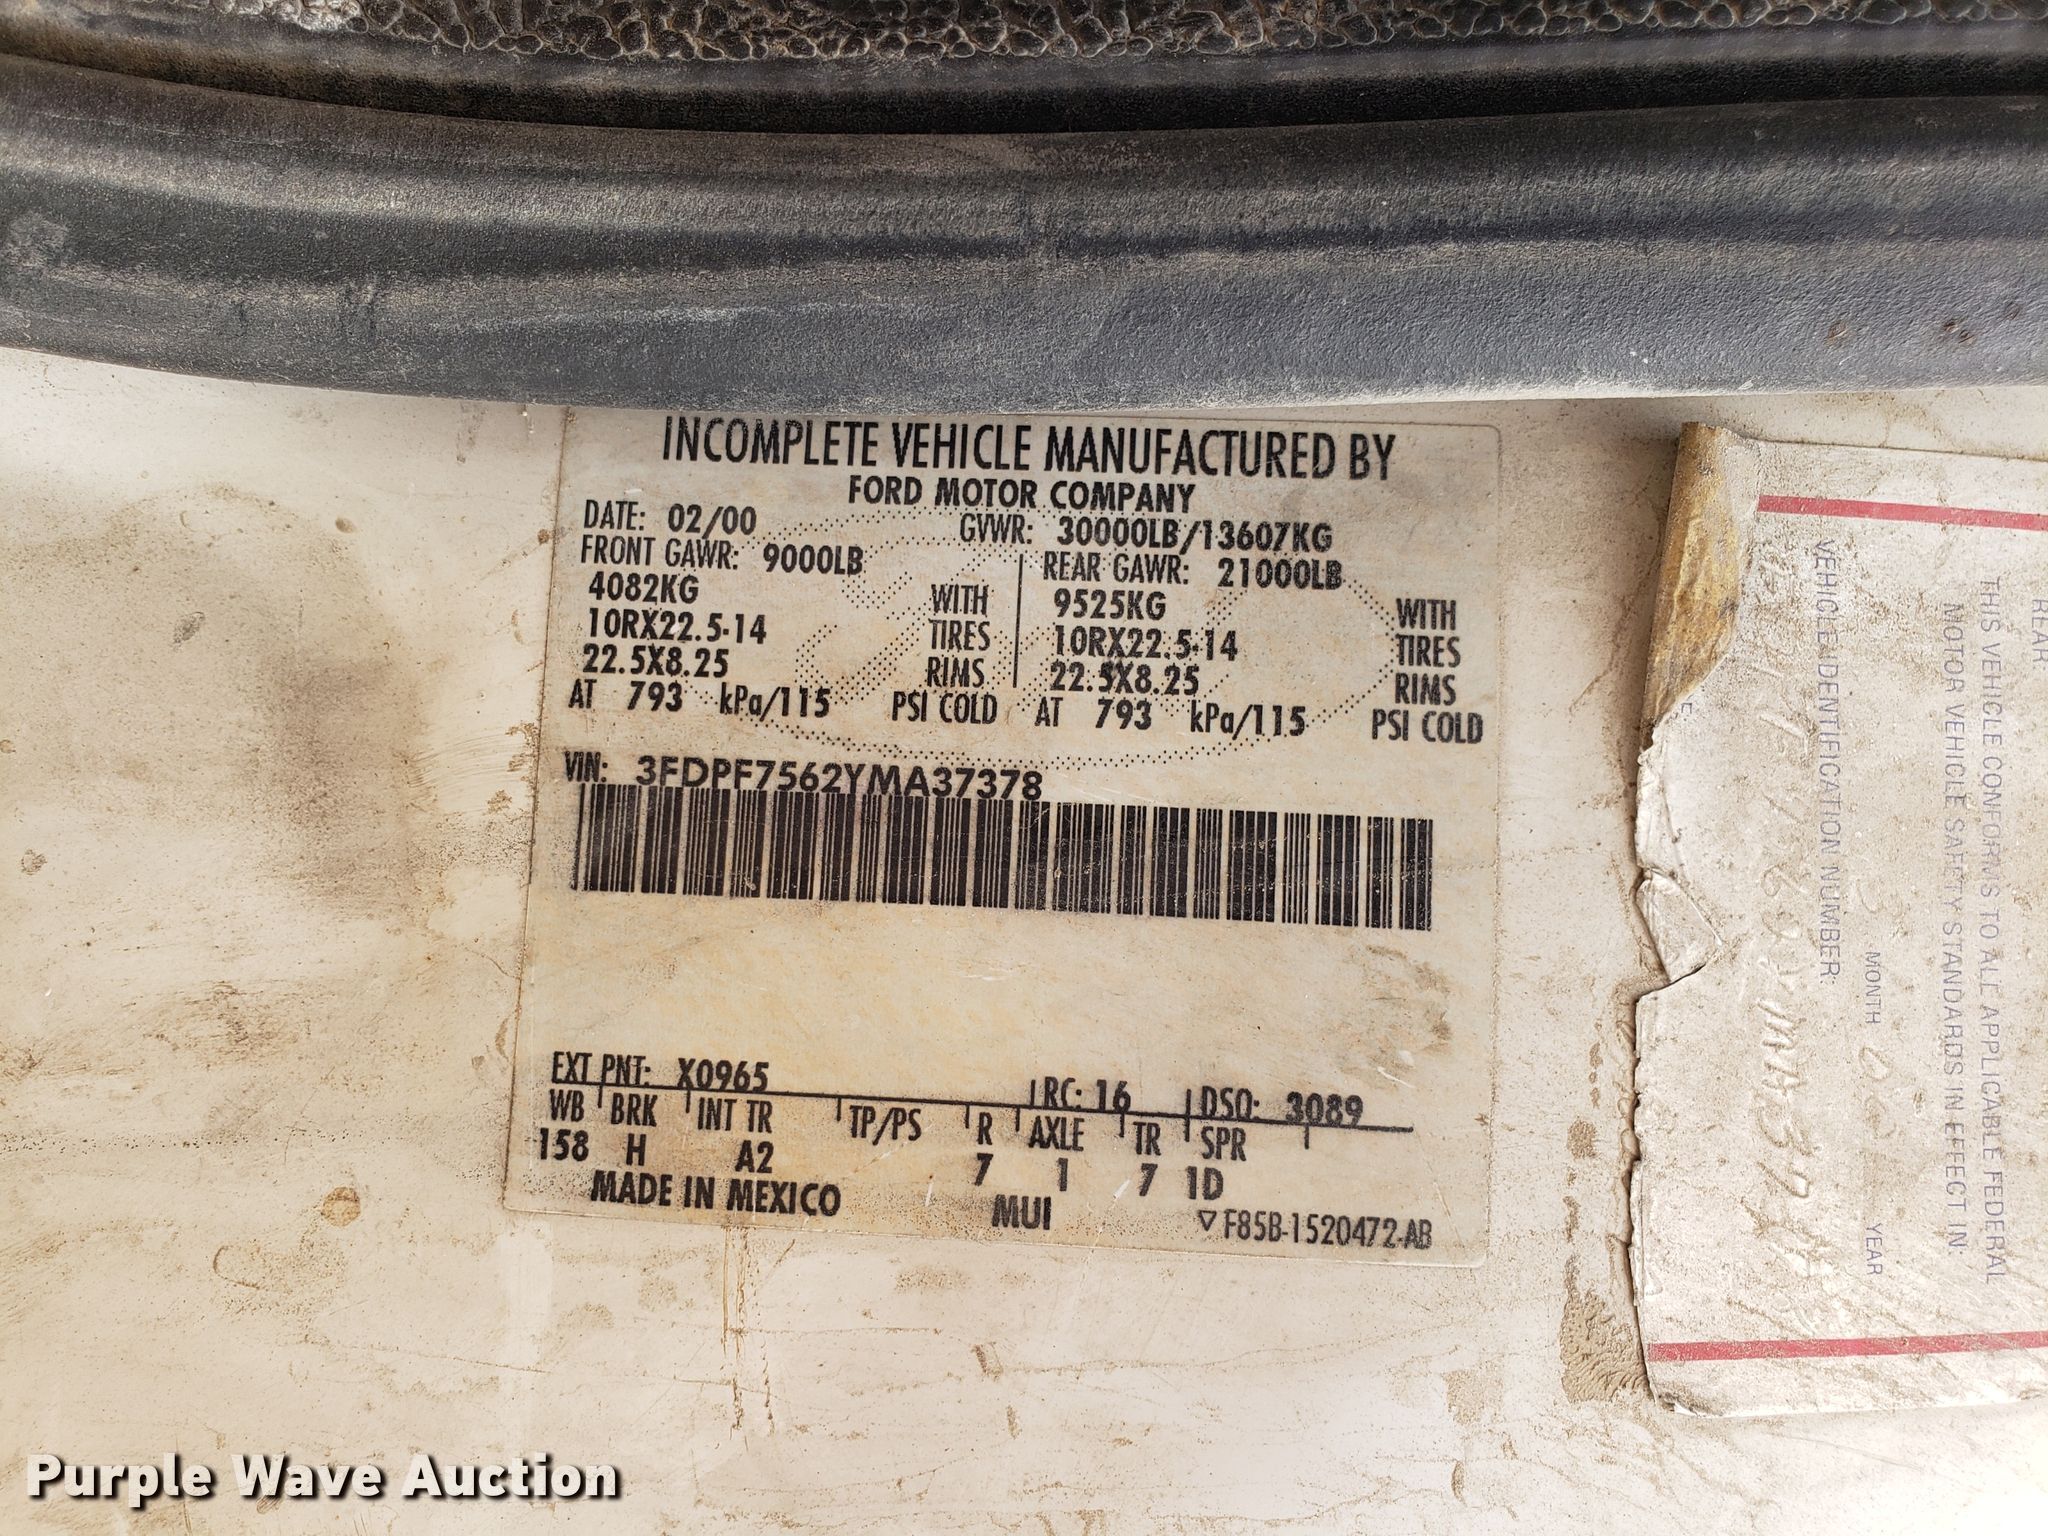 INCOMPLETE VEHICLE MANUFACTURED BY
FORD MOTOR COMPANY
DATE: 02/00 GVWR: 30000LB/13607KG
FRONT GAWR: 9000LB REAR GAWR: 21000LB
4082KG WITH 9525KG WITH
10RX22.5-14 TIRES 10RX22.5-14 TIRES
22.5X8.25 RIMS 22.5X8.25 RIMS
AT 793 kPa/115 PSI COLD AT 793 kPa/115 PSI COLD
VIN: 3FDPF7562YMA37378
EXT PNT: X0965 RC: 16 DSO: 3089
WB BRK INT TR TP/PS R AXLE TR SPR
158 H A2 7 1 7 1D
MADE IN MEXICO MUI ▽ F85B-1520472-AB
REAR:
THIS VEHICLE CONFORMS TO ALL APPLICABLE FEDERAL
MOTOR VEHICLE SAFETY STANDARDS IN EFFECT IN:
MONTH YEAR
VEHICLE IDENTIFICATION NUMBER:
Purple Wave Auction